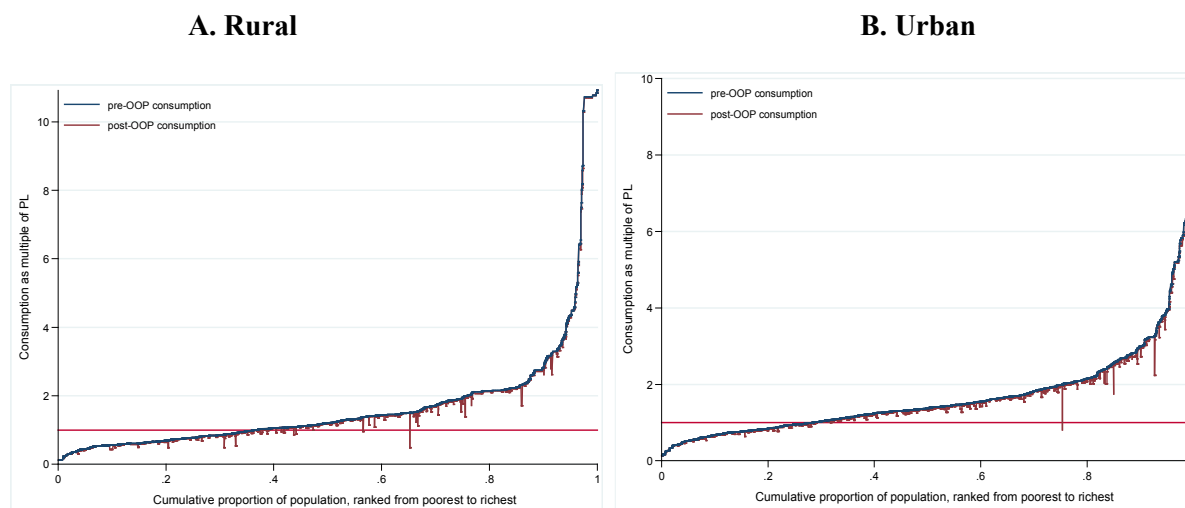 A. Rural
B. Urban
pre-OOP consumption
post-OOP consumption
Consumption as multiple of PL
10
8
6
4
2
0
0
.2
.4
.6
.8
1
Cumulative proportion of population, ranked from poorest to richest
pre-OOP consumption
post-OOP consumption
Consumption as multiple of PL
10
8
6
4
2
0
0
.2
.4
.6
.8
Cumulative proportion of population, ranked from poorest to richest